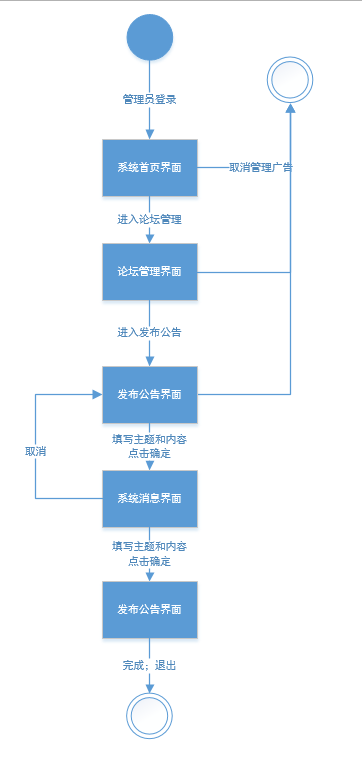 管理员登录
系统首页界面
取消管理广告
进入论坛管理
论坛管理界面
进入发布公告
发布公告界面
填写主题和内容
点击确定
取消
系统消息界面
填写主题和内容
点击确定
发布公告界面
完成；退出